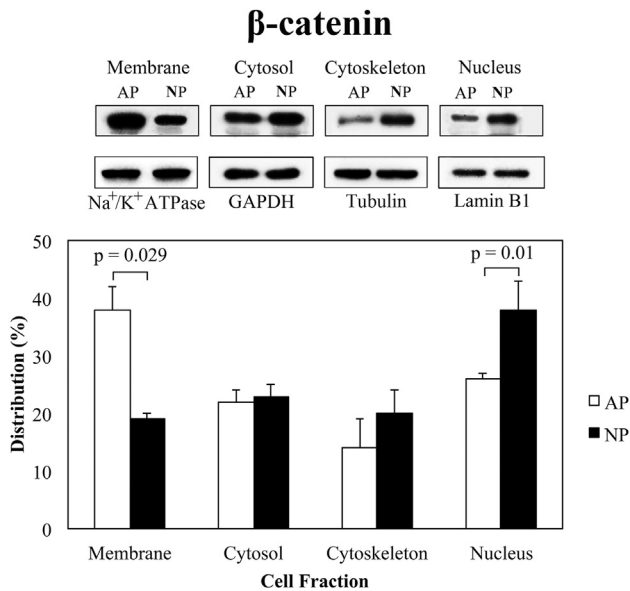 β-catenin
Membrane Cytosol Cytoskeleton Nucleus
AP NP AP NP AP NP AP NP
Na+/K+ ATPase GAPDH Tubulin Lamin B1
50
p = 0.029 p = 0.01
40
30
20
10
0
Distribution (%)
AP
NP
Membrane Cytosol Cytoskeleton Nucleus
Cell Fraction